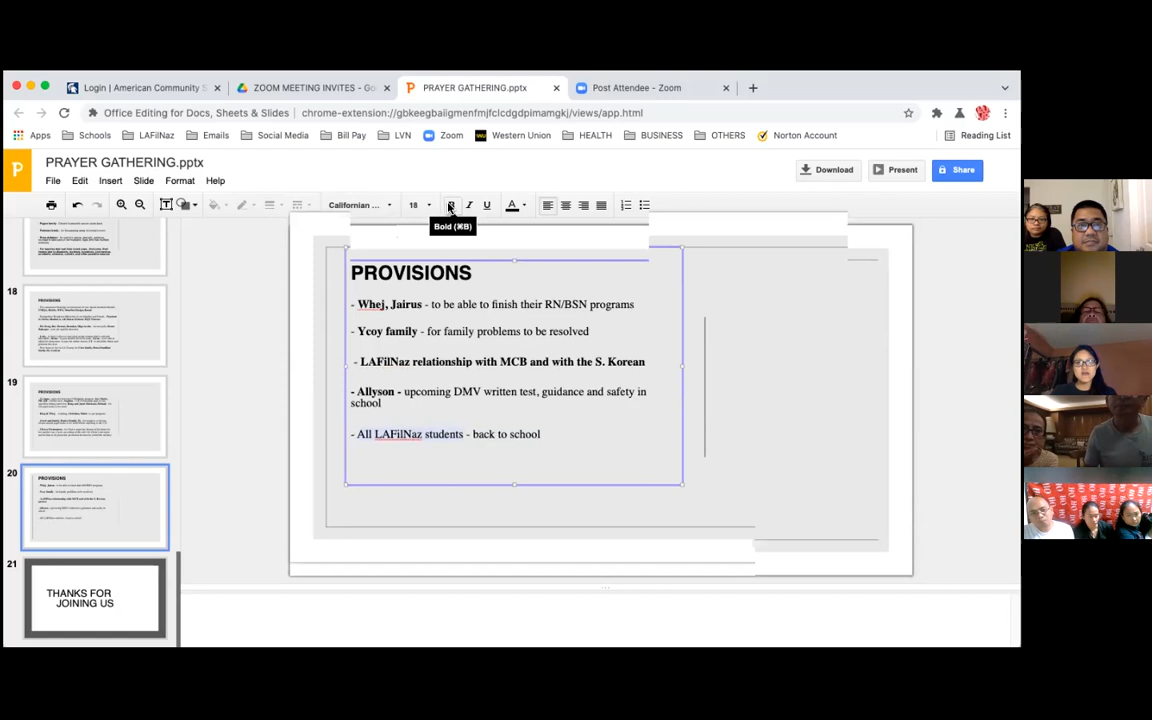 Login | American Community S
ZOOM MEETING INVITES - Go
PRAYER GATHERING.pptx
Post Attendee - Zoom
Office Editing for Docs, Sheets & Slides | chrome-extension://gbkeegbaiigmenfmjfclcdgdpimamgkj/views/app.html
Apps Schools LAFilNaz Emails Social Media Bill Pay LVN Zoom Western Union HEALTH BUSINESS OTHERS Norton Account Reading List
PRAYER GATHERING.pptx
File Edit Insert Slide Format Help
Download Present Share
Californian ... 18 B I U A
Bold (⌘B)
18
19
20
21
PROVISIONS
PROVISIONS
PROVISIONS
THANKS FOR
JOINING US
PROVISIONS
- Whej, Jairus - to be able to finish their RN/BSN programs
- Ycoy family - for family problems to be resolved
- LAFilNaz relationship with MCB and with the S. Korean
- Allyson - upcoming DMV written test, guidance and safety in
school
- All LAFilNaz students - back to school